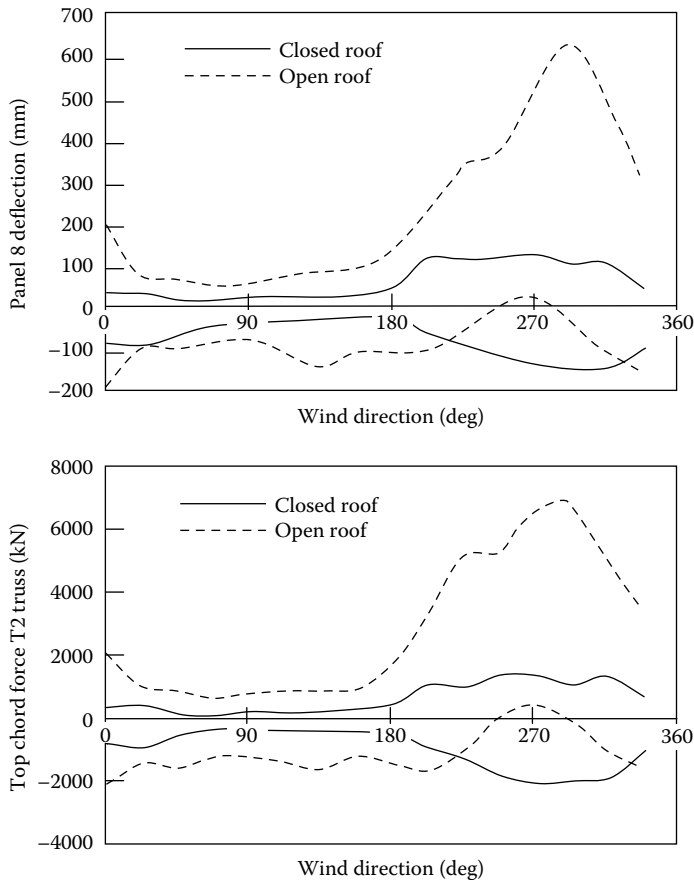 700
600
500
400
300
200
100
0
−100
−200
Panel 8 deflection (mm)
Closed roof
Open roof
0 90 180 270 360
Wind direction (deg)
8000
6000
4000
2000
0
−2000
−4000
Top chord force T2 truss (kN)
Closed roof
Open roof
0 90 180 270 360
Wind direction (deg)